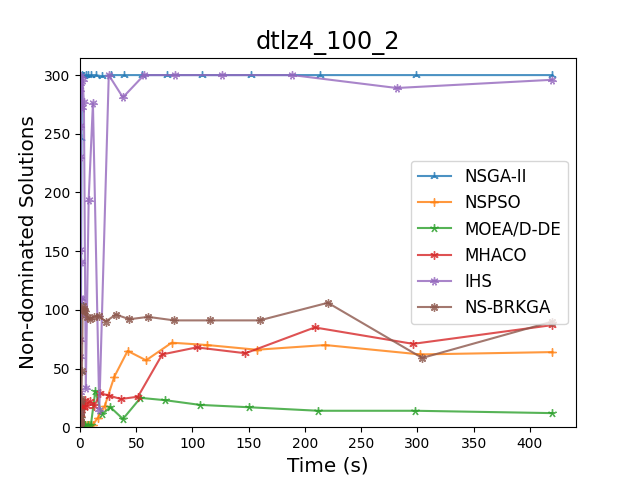 dtlz4_100_2
Non-dominated Solutions
300
250
200
150
100
50
0
NSGA-II
NSPSO
MOEA/D-DE
MHACO
IHS
NS-BRKGA
0 50 100 150 200 250 300 350 400
Time (s)